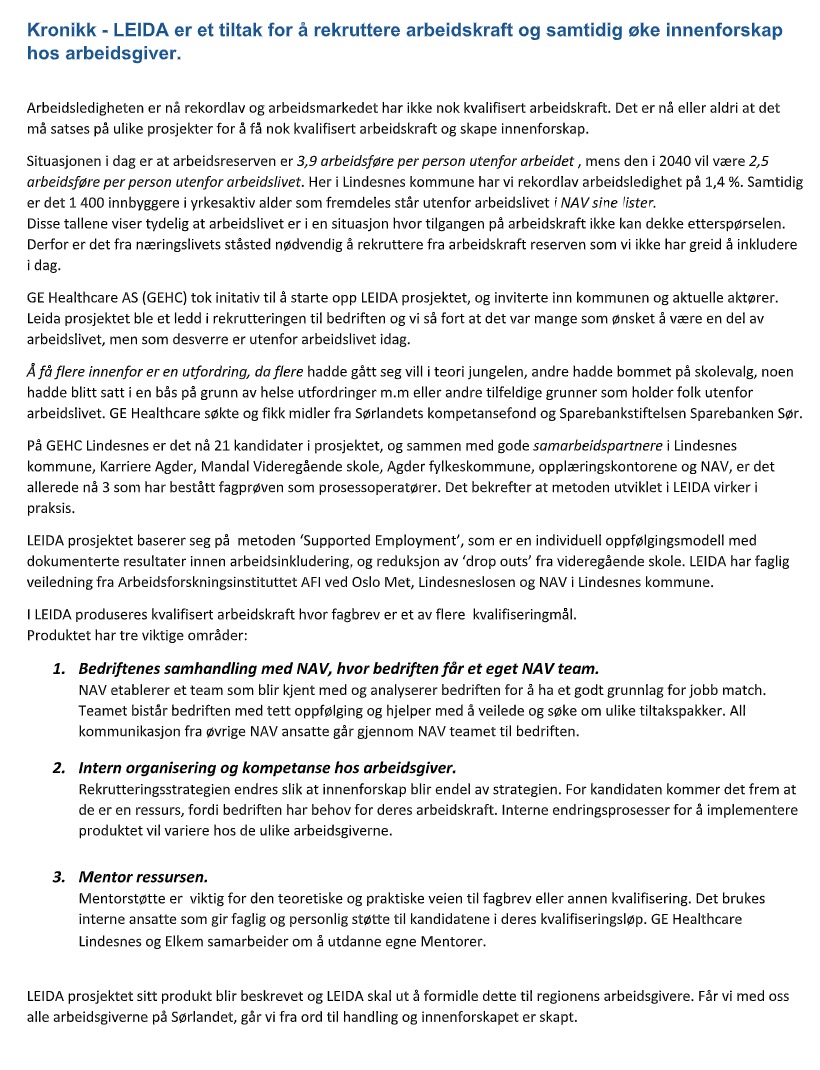 Kronikk - LEIDA er et tiltak for å rekruttere arbeidskraft og samtidig øke innenforskap
hos arbeidsgiver.
Arbeidsledigheten er nå rekordlav og arbeidsmarkedet har ikke nok kvalifisert arbeidskraft. Det er nå eller aldri at det
må satses på ulike prosjekter for å få nok kvalifisert arbeidskraft og skape innenforskap.
Situasjonen i dag er at arbeidsreserven er 3,9 arbeidsføre per person utenfor arbeidet , mens den i 2040 vil være 2,5
arbeidsføre per person utenfor arbeidslivet. Her i Lindesnes kommune har vi rekordlav arbeidsledighet på 1,4 %. Samtidig
er det 1 400 innbyggere i yrkesaktiv alder som fremdeles står utenfor arbeidslivet i NAV sine lister.
Disse tallene viser tydelig at arbeidslivet er i en situasjon hvor tilgangen på arbeidskraft ikke kan dekke etterspørselen.
Derfor er det fra næringslivets ståsted nødvendig å rekruttere fra arbeidskraft reserven som vi ikke har greid å inkludere
i dag.
GE Healthcare AS (GEHC) tok initativ til å starte opp LEIDA prosjektet, og inviterte inn kommunen og aktuelle aktører.
Leida prosjektet ble et ledd i rekrutteringen til bedriften og vi så fort at det var mange som ønsket å være en del av
arbeidslivet, men som desverre er utenfor arbeidslivet idag.
Å få flere innenfor er en utfordring, da flere hadde gått seg vill i teori jungelen, andre hadde bommet på skolevalg, noen
hadde blitt satt i en bås på grunn av helse utfordringer m.m eller andre tilfeldige grunner som holder folk utenfor
arbeidslivet. GE Healthcare søkte og fikk midler fra Sørlandets kompetansefond og Sparebankstiftelsen Sparebanken Sør.
På GEHC Lindesnes er det nå 21 kandidater i prosjektet, og sammen med gode samarbeidspartnere i Lindesnes
kommune, Karriere Agder, Mandal Videregående skole, Agder fylkeskommune, opplæringskontorene og NAV, er det
allerede nå 3 som har bestått fagprøven som prosessoperatører. Det bekrefter at metoden utviklet i LEIDA virker i
praksis.
LEIDA prosjektet baserer seg på metoden ‘Supported Employment’, som er en individuell oppfølgingsmodell med
dokumenterte resultater innen arbeidsinkludering, og reduksjon av ‘drop outs’ fra videregående skole. LEIDA har faglig
veiledning fra Arbeidsforskningsinstituttet AFI ved Oslo Met, Lindesneslosen og NAV i Lindesnes kommune.
I LEIDA produseres kvalifisert arbeidskraft hvor fagbrev er et av flere kvalifiseringmål.
Produktet har tre viktige områder:
1. Bedriftenes samhandling med NAV, hvor bedriften får et eget NAV team.
NAV etablerer et team som blir kjent med og analyserer bedriften for å ha et godt grunnlag for jobb match.
Teamet bistår bedriften med tett oppfølging og hjelper med å veilede og søke om ulike tiltakspakker. All
kommunikasjon fra øvrige NAV ansatte går gjennom NAV teamet til bedriften.
2. Intern organisering og kompetanse hos arbeidsgiver.
Rekrutteringsstrategien endres slik at innenforskap blir endel av strategien. For kandidaten kommer det frem at
de er en ressurs, fordi bedriften har behov for deres arbeidskraft. Interne endringsprosesser for å implementere
produktet vil variere hos de ulike arbeidsgiverne.
3. Mentor ressursen.
Mentorstøtte er viktig for den teoretiske og praktiske veien til fagbrev eller annen kvalifisering. Det brukes
interne ansatte som gir faglig og personlig støtte til kandidatene i deres kvalifiseringsløp. GE Healthcare
Lindesnes og Elkem samarbeider om å utdanne egne Mentorer.
LEIDA prosjektet sitt produkt blir beskrevet og LEIDA skal ut å formidle dette til regionens arbeidsgivere. Får vi med oss
alle arbeidsgiverne på Sørlandet, går vi fra ord til handling og innenforskapet er skapt.